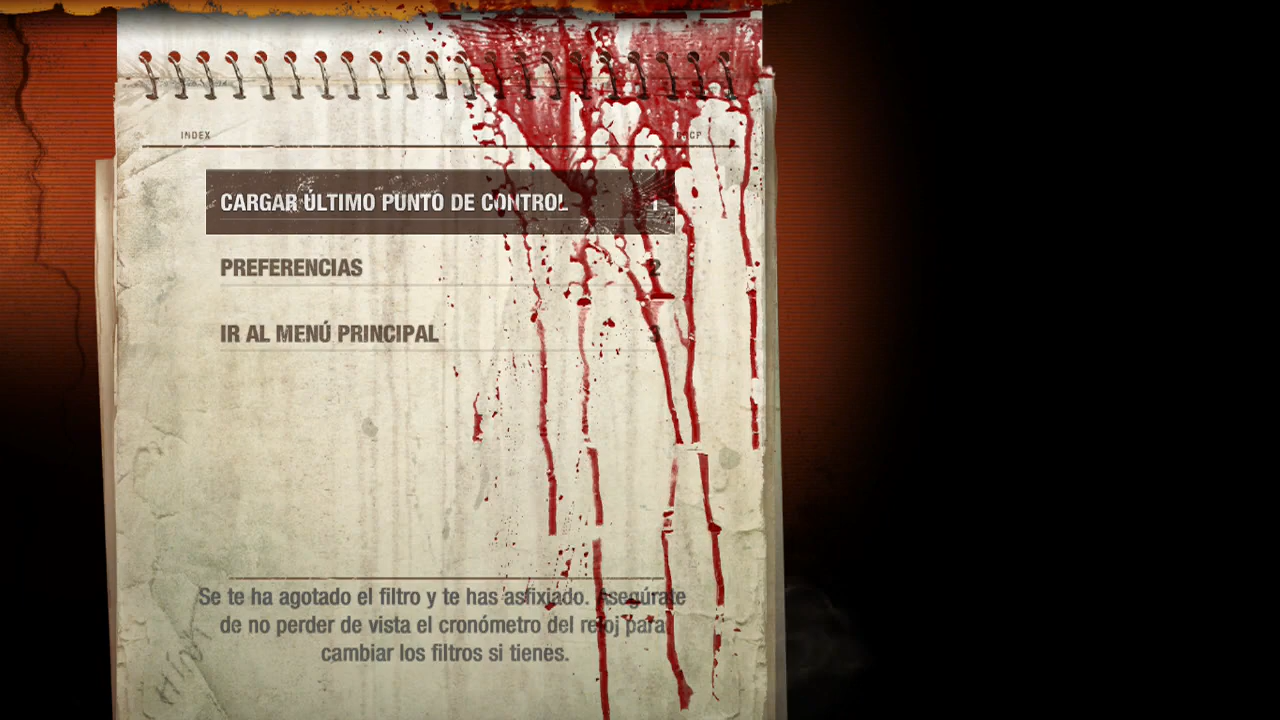 INDEX
CARGAR ÚLTIMO PUNTO DE CONTROL 1
PREFERENCIAS 2
IR AL MENÚ PRINCIPAL 3
Se te ha agotado el filtro y te has asfixiado. Asegúrate
de no perder de vista el cronómetro del reloj para
cambiar los filtros si tienes.